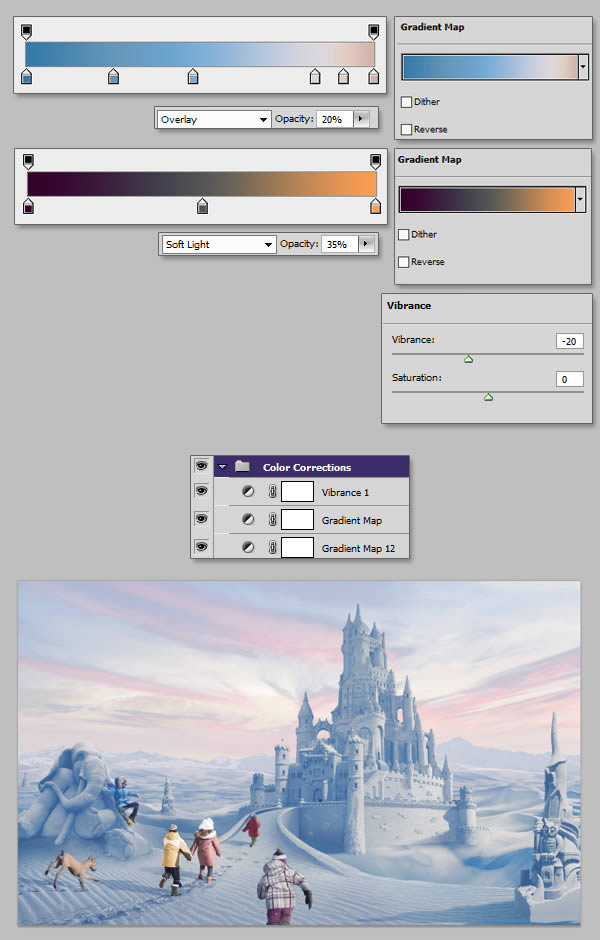 Gradient Map
Dither
Reverse
Overlay Opacity: 20%
Gradient Map
Dither
Reverse
Soft Light Opacity: 35%
Vibrance
Vibrance: -20
Saturation: 0
Color Corrections
Vibrance 1
Gradient Map
Gradient Map 12